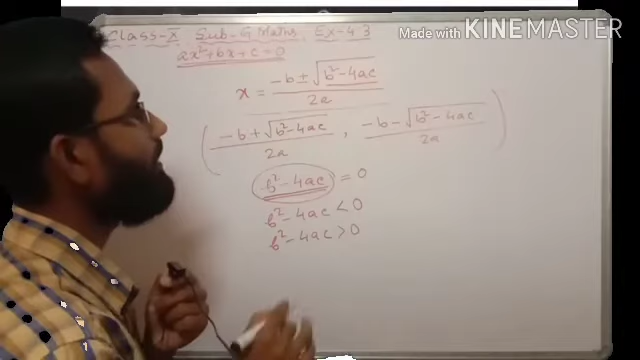 Class-X Sub-G Maths, Ex-4.3
Made with KINEMASTER
ax²+bx+c=0
x = -b ± √b²-4ac / 2a
( -b+√b²-4ac / 2a , -b-√b²-4ac / 2a )
b²-4ac = 0
b²-4ac < 0
b²-4ac > 0